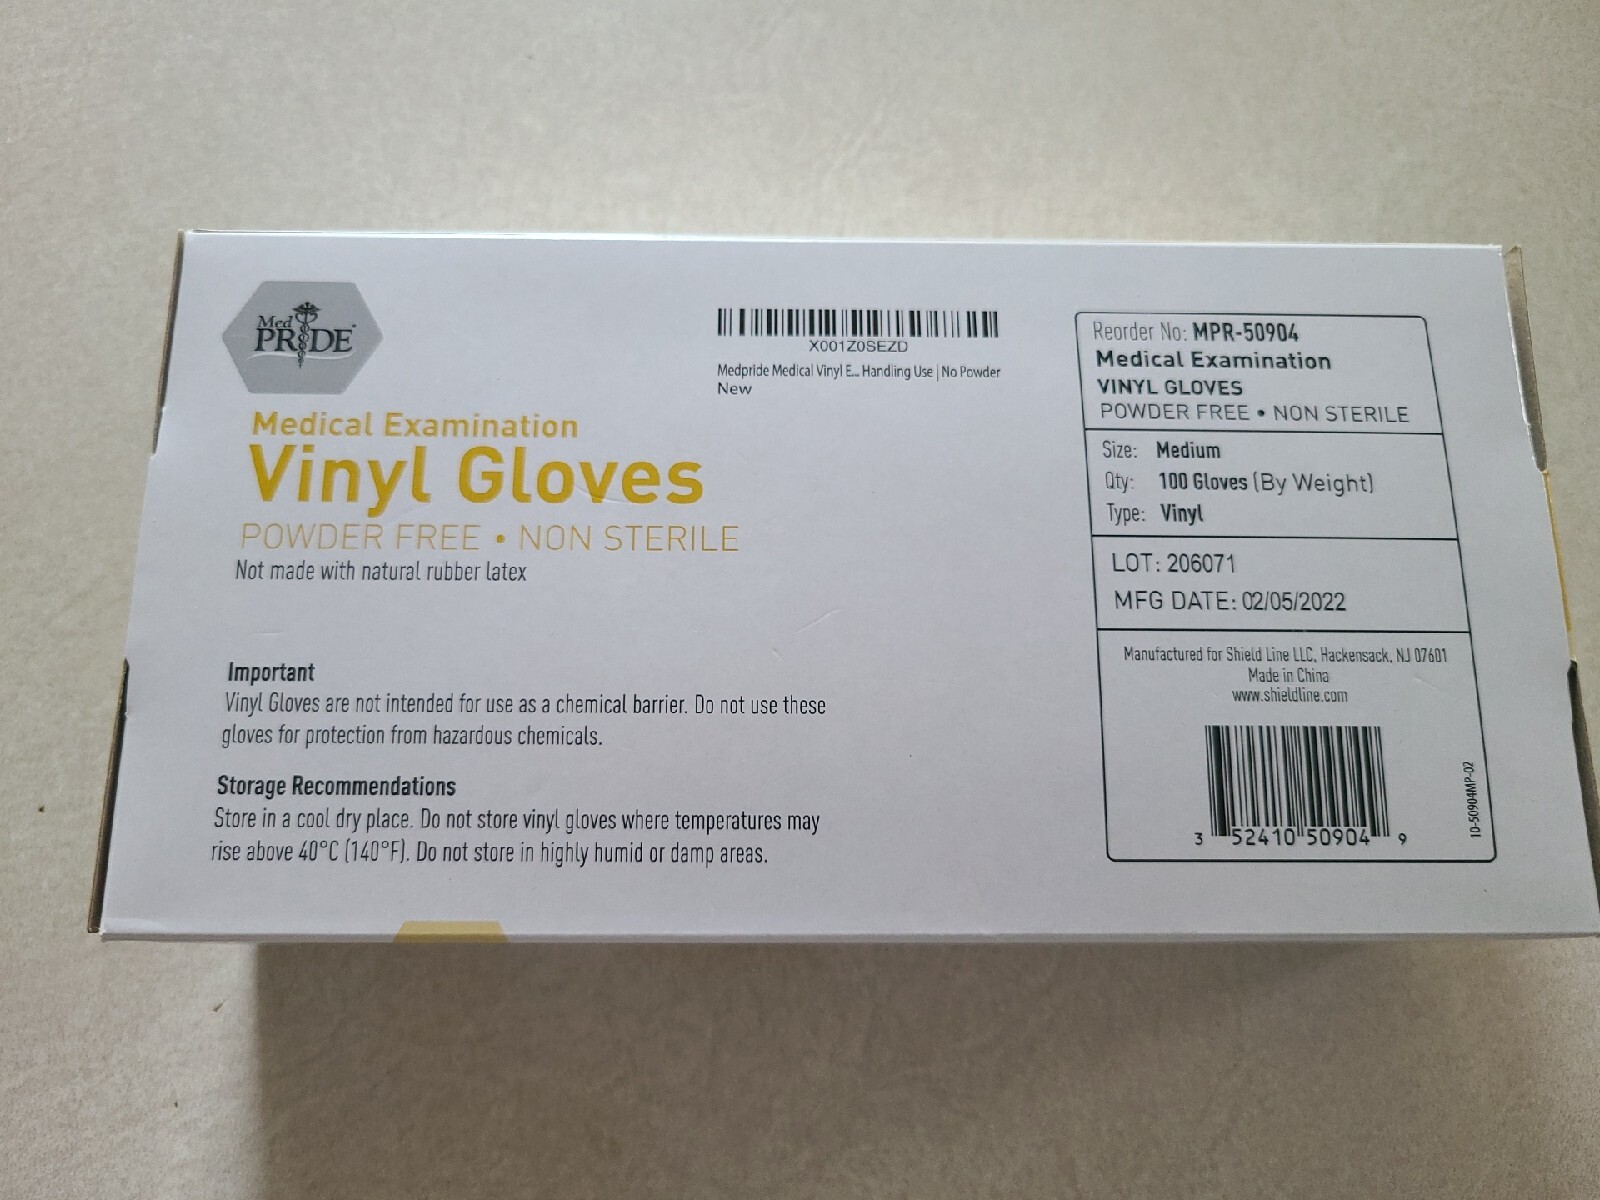 Med
PRIDE
Medical Examination
Vinyl Gloves
POWDER FREE • NON STERILE
Not made with natural rubber latex
Important
Vinyl Gloves are not intended for use as a chemical barrier. Do not use these
gloves for protection from hazardous chemicals.
Storage Recommendations
Store in a cool dry place. Do not store vinyl gloves where temperatures may
rise above 40°C (140°F). Do not store in highly humid or damp areas.
X001Z0SEZD
Medpride Medical Vinyl E... Handling Use | No Powder
New
Reorder No: MPR-50904
Medical Examination
VINYL GLOVES
POWDER FREE • NON STERILE
Size: Medium
Qty: 100 Gloves (By Weight)
Type: Vinyl
LOT: 206071
MFG DATE: 02/05/2022
Manufactured for Shield Line LLC, Hackensack, NJ 07601
Made in China
www.shieldline.com
3 52410 50904 9
10-50904MP-02